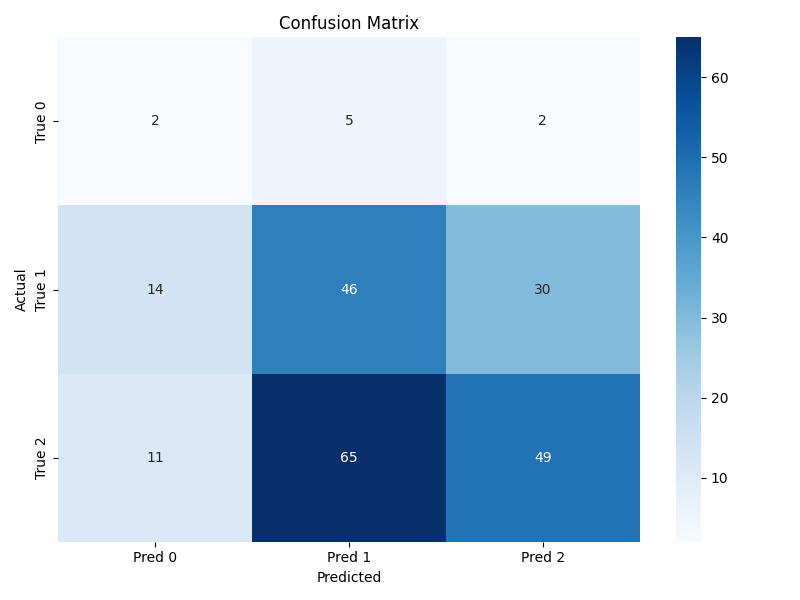 Confusion Matrix
Actual
True 0
2 5 2
True 1
14 46 30
True 2
11 65 49
Pred 0 Pred 1 Pred 2
Predicted
60
50
40
30
20
10